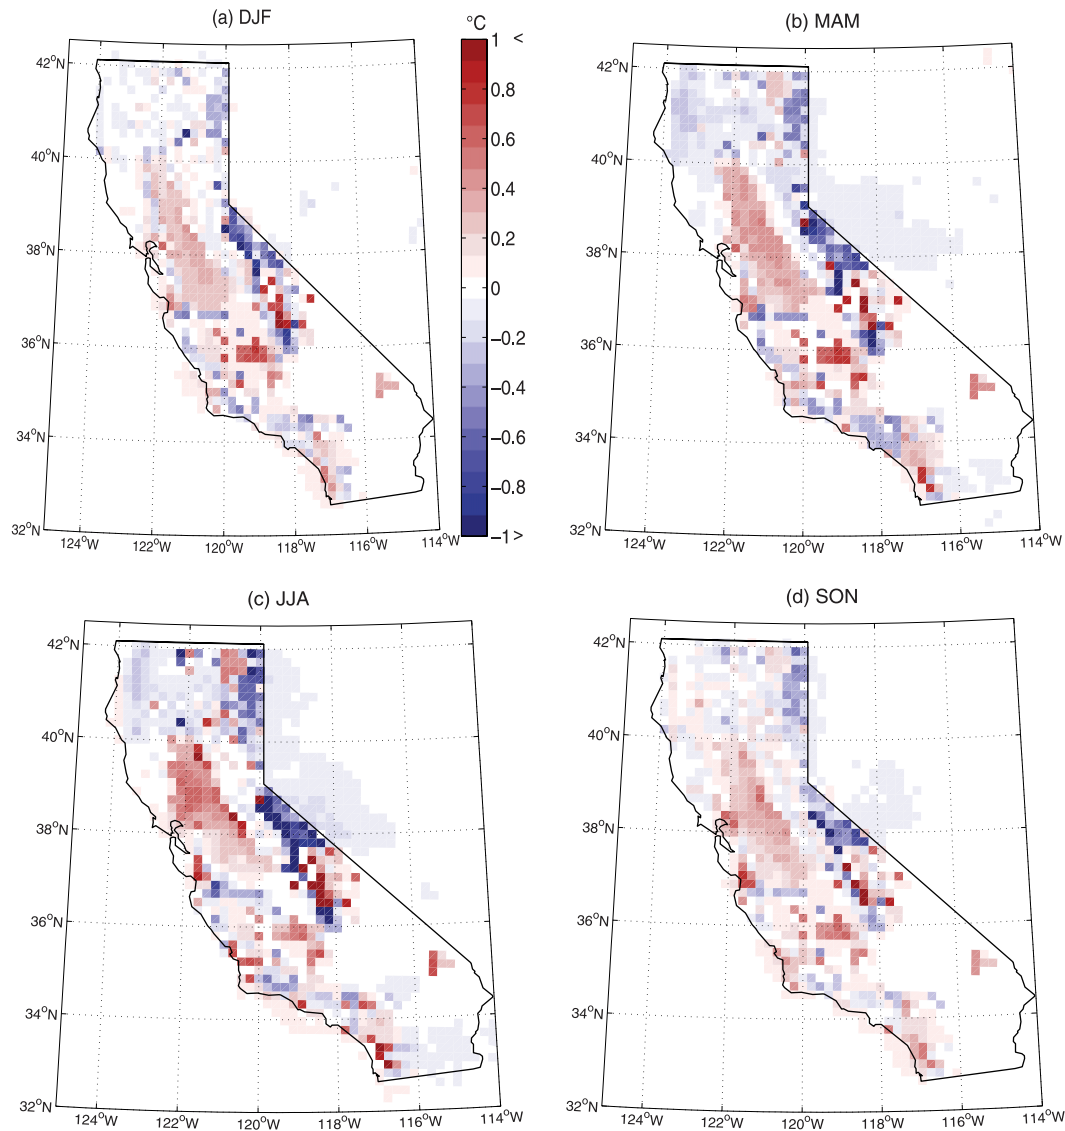 (a) DJF
°C
(b) MAM
42°N
40°N
38°N
36°N
34°N
32°N
124°W
122°W
120°W
118°W
116°W
114°W
1 <
0.8
0.6
0.4
0.2
0
−0.2
−0.4
−0.6
−0.8
−1>
42°N
40°N
38°N
36°N
34°N
32°N
124°W
122°W
120°W
118°W
116°W
114°W
(c) JJA
(d) SON
42°N
40°N
38°N
36°N
34°N
32°N
124°W
122°W
120°W
118°W
116°W
114°W
42°N
40°N
38°N
36°N
34°N
32°N
124°W
122°W
120°W
118°W
116°W
114°W